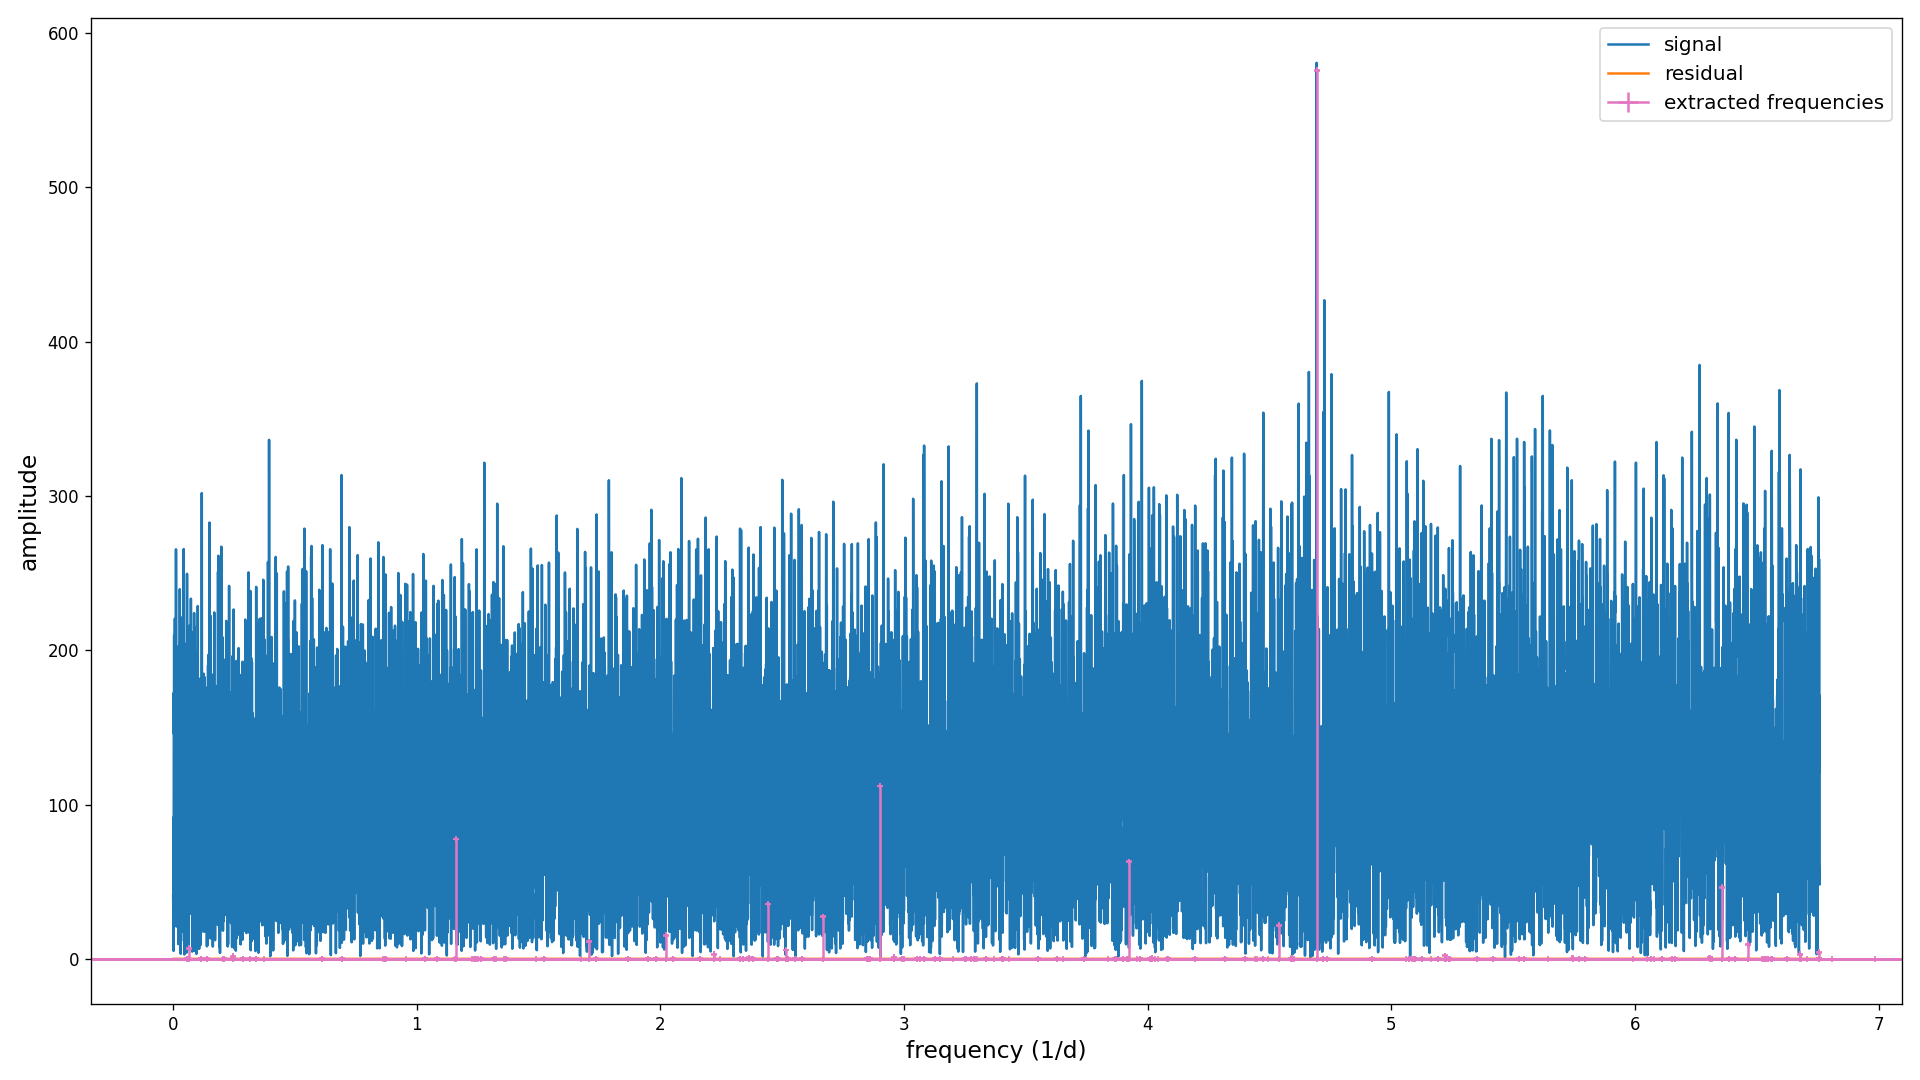 600
500
400
300
200
100
0
amplitude
signal
residual
extracted frequencies
0 1 2 3 4 5 6 7
frequency (1/d)